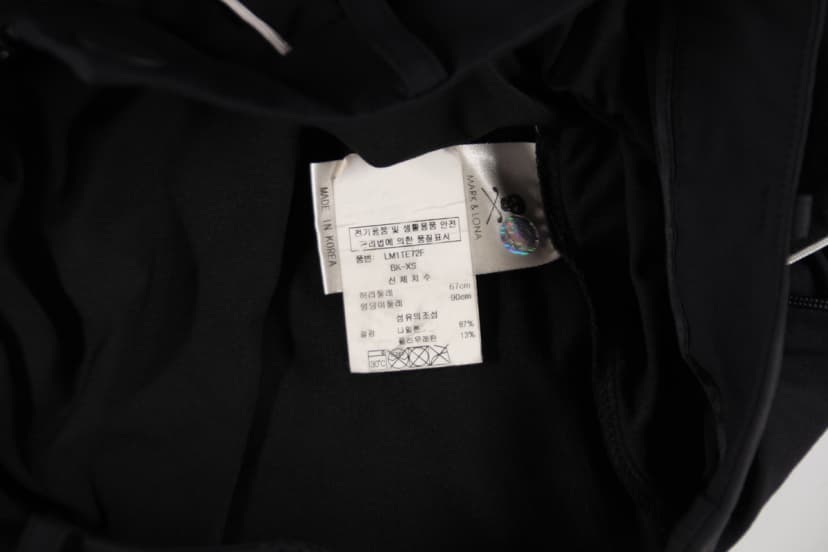 MADE IN KOREA
MARK & LONA
전기용품 및 생활용품 안전
관리법에 의한 품질표시
품번: LM1TE72F
BK-XS
신체치수
허리둘레 67cm
엉덩이둘레 90cm
섬유의조성
겉감 나일론 87%
폴리우레탄 13%
30℃